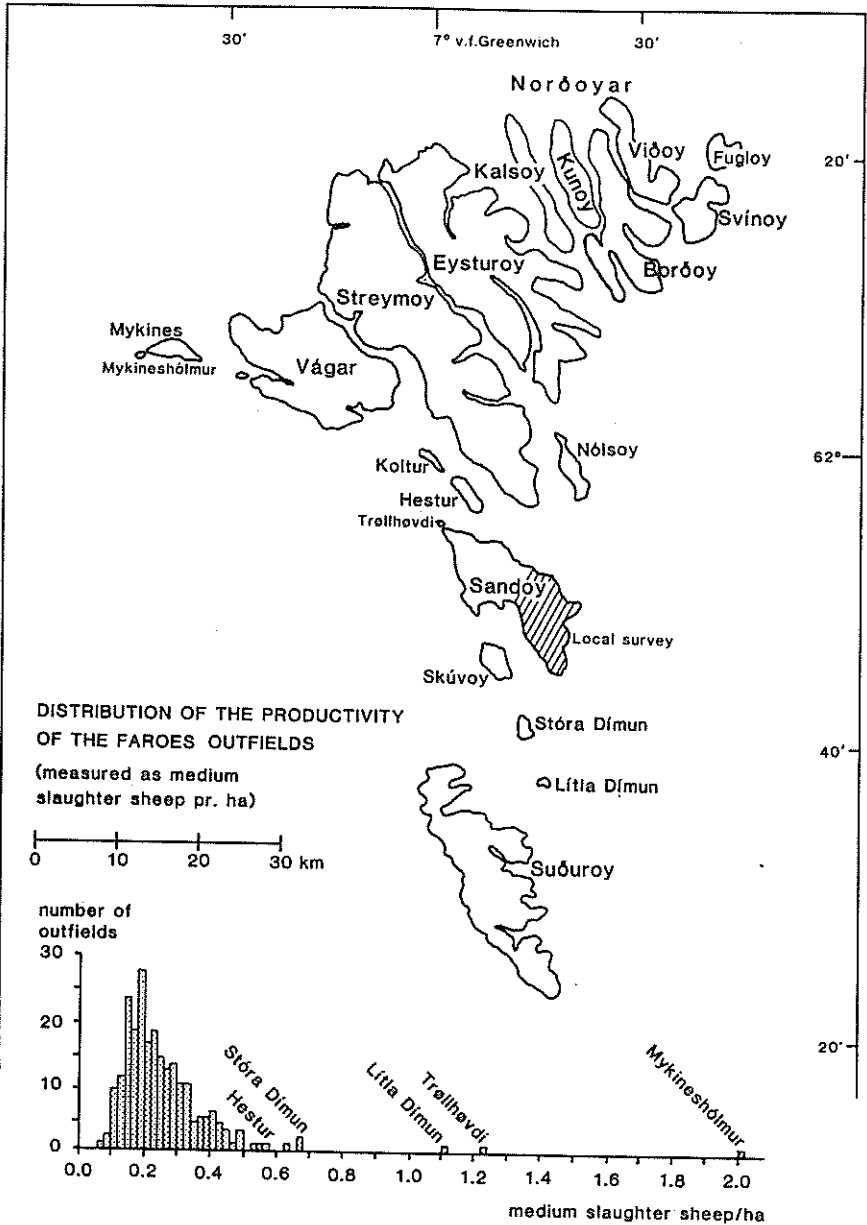 30'
7° v.f.Greenwich
30'
Norðoyar
20'
Viðoy
Fugloy
Kalsoy
Kunoy
Svínoy
Borðoy
Eysturoy
Streymoy
Mykines
Mykineshólmur
Vágar
Nólsoy
62°
Koltur
Hestur
Trøllhøvdi
Sandoy
Local survey
Skúvoy
DISTRIBUTION OF THE PRODUCTIVITY
OF THE FAROES OUTFIELDS
(measured as medium
slaughter sheep pr. ha)
0 10 20 30 km
Stóra Dímun
40'
Lítla Dímun
Suðuroy
number of
outfields
30
20
10
0
20'
Stóra Dímun
Hestur
Lítla Dímun
Trøllhøvdi
Mykineshólmur
0.0 0.2 0.4 0.6 0.8 1.0 1.2 1.4 1.6 1.8 2.0
medium slaughter sheep/ha